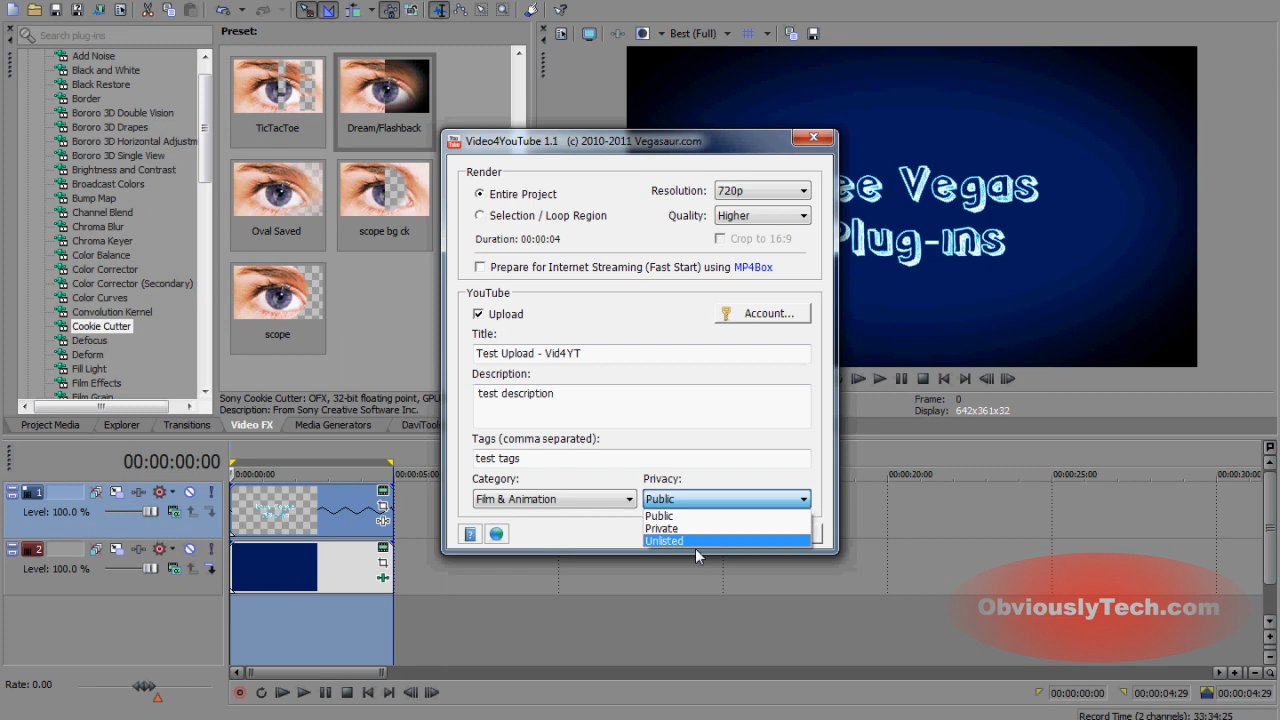 Search plug-ins
Preset:
Best (Full)
Add Noise
Black and White
Black Restore
Border
Bororo 3D Double Vision
Bororo 3D Drapes
Bororo 3D Horizontal Adjustm
Bororo 3D Single View
Brightness and Contrast
Broadcast Colors
Bump Map
Channel Blend
Chroma Blur
Chroma Keyer
Color Balance
Color Corrector
Color Corrector (Secondary)
Color Curves
Convolution Kernel
Cookie Cutter
Defocus
Deform
Fill Light
Film Effects
Film Grain
TicTacToe
Dream/Flashback
Oval Saved
scope bg ck
scope
Sony Cookie Cutter: OFX, 32-bit floating point, GPU
Description: From Sony Creative Software Inc.
Project Media
Explorer
Transitions
Video FX
Media Generators
DaviTools
You
Tube
Video4YouTube 1.1 (c) 2010-2011 Vegasaur.com
Render
Entire Project
Resolution:
720p
Selection / Loop Region
Quality:
Higher
Duration: 00:00:04
Crop to 16:9
Prepare for Internet Streaming (Fast Start) using MP4Box
YouTube
Upload
Account...
Title:
Test Upload - Vid4YT
Description:
test description
Tags (comma separated):
test tags
Category:
Privacy:
Film & Animation
Public
Public
Private
Unlisted
ee Vegas
Plug-ins
Frame: 0
Display: 642x361x32
00:00:00:00
0:00:00:00
00:00:05:00
00:00:20:00
00:00:25:00
00:00:30:00
1
Level: 100.0 %
2
Level: 100.0 %
ObviouslyTech.com
Rate: 0.00
00:00:00:00
00:00:04:29
00:00:04:29
Record Time (2 channels): 33:34:25